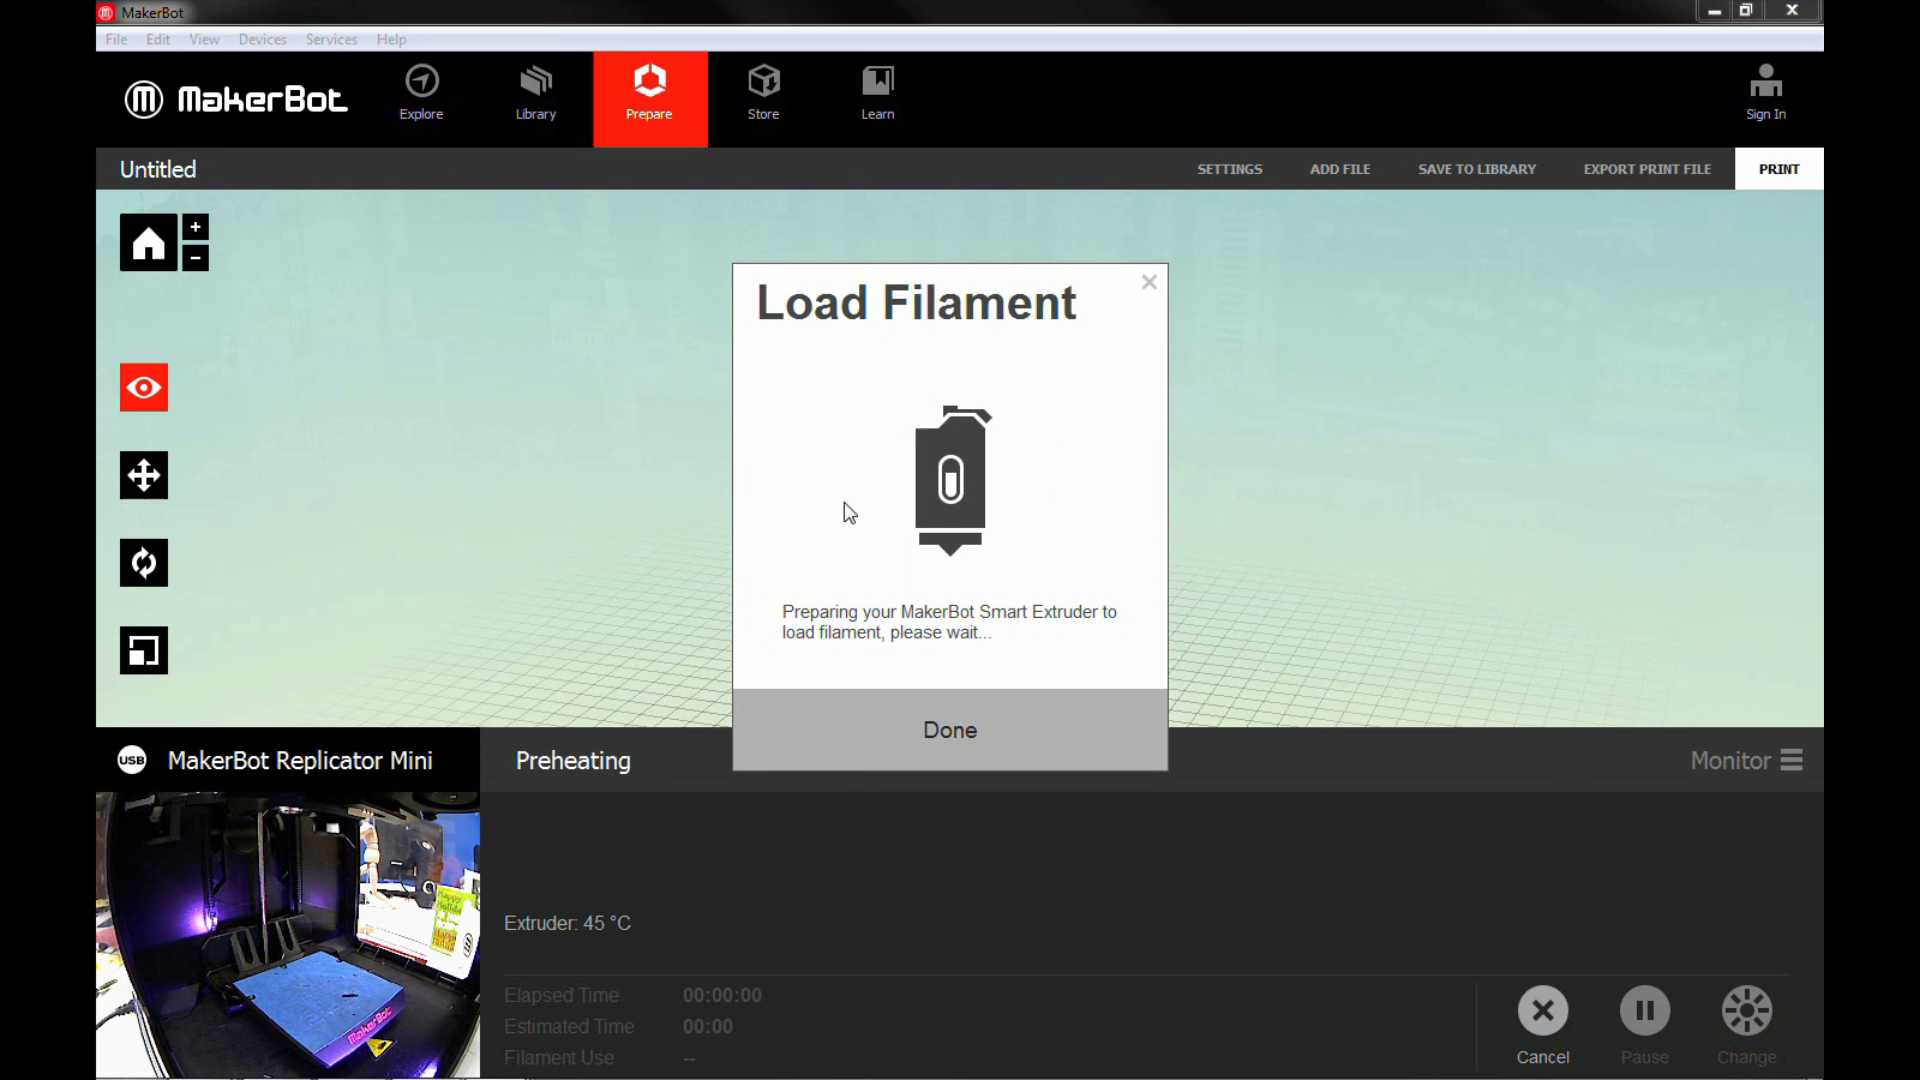 MakerBot
File Edit View Devices Services Help
MakerBot
Explore
Library
Prepare
Store
Learn
Sign In
Untitled
SETTINGS
ADD FILE
SAVE TO LIBRARY
EXPORT PRINT FILE
PRINT
+
-
Load Filament
Preparing your MakerBot Smart Extruder to
load filament, please wait...
Done
USB
MakerBot Replicator Mini
Preheating
Monitor
Extruder: 45 °C
MakerBot
Elapsed Time 00:00:00
Estimated Time 00:00
Filament Use --
Cancel
Pause
Change